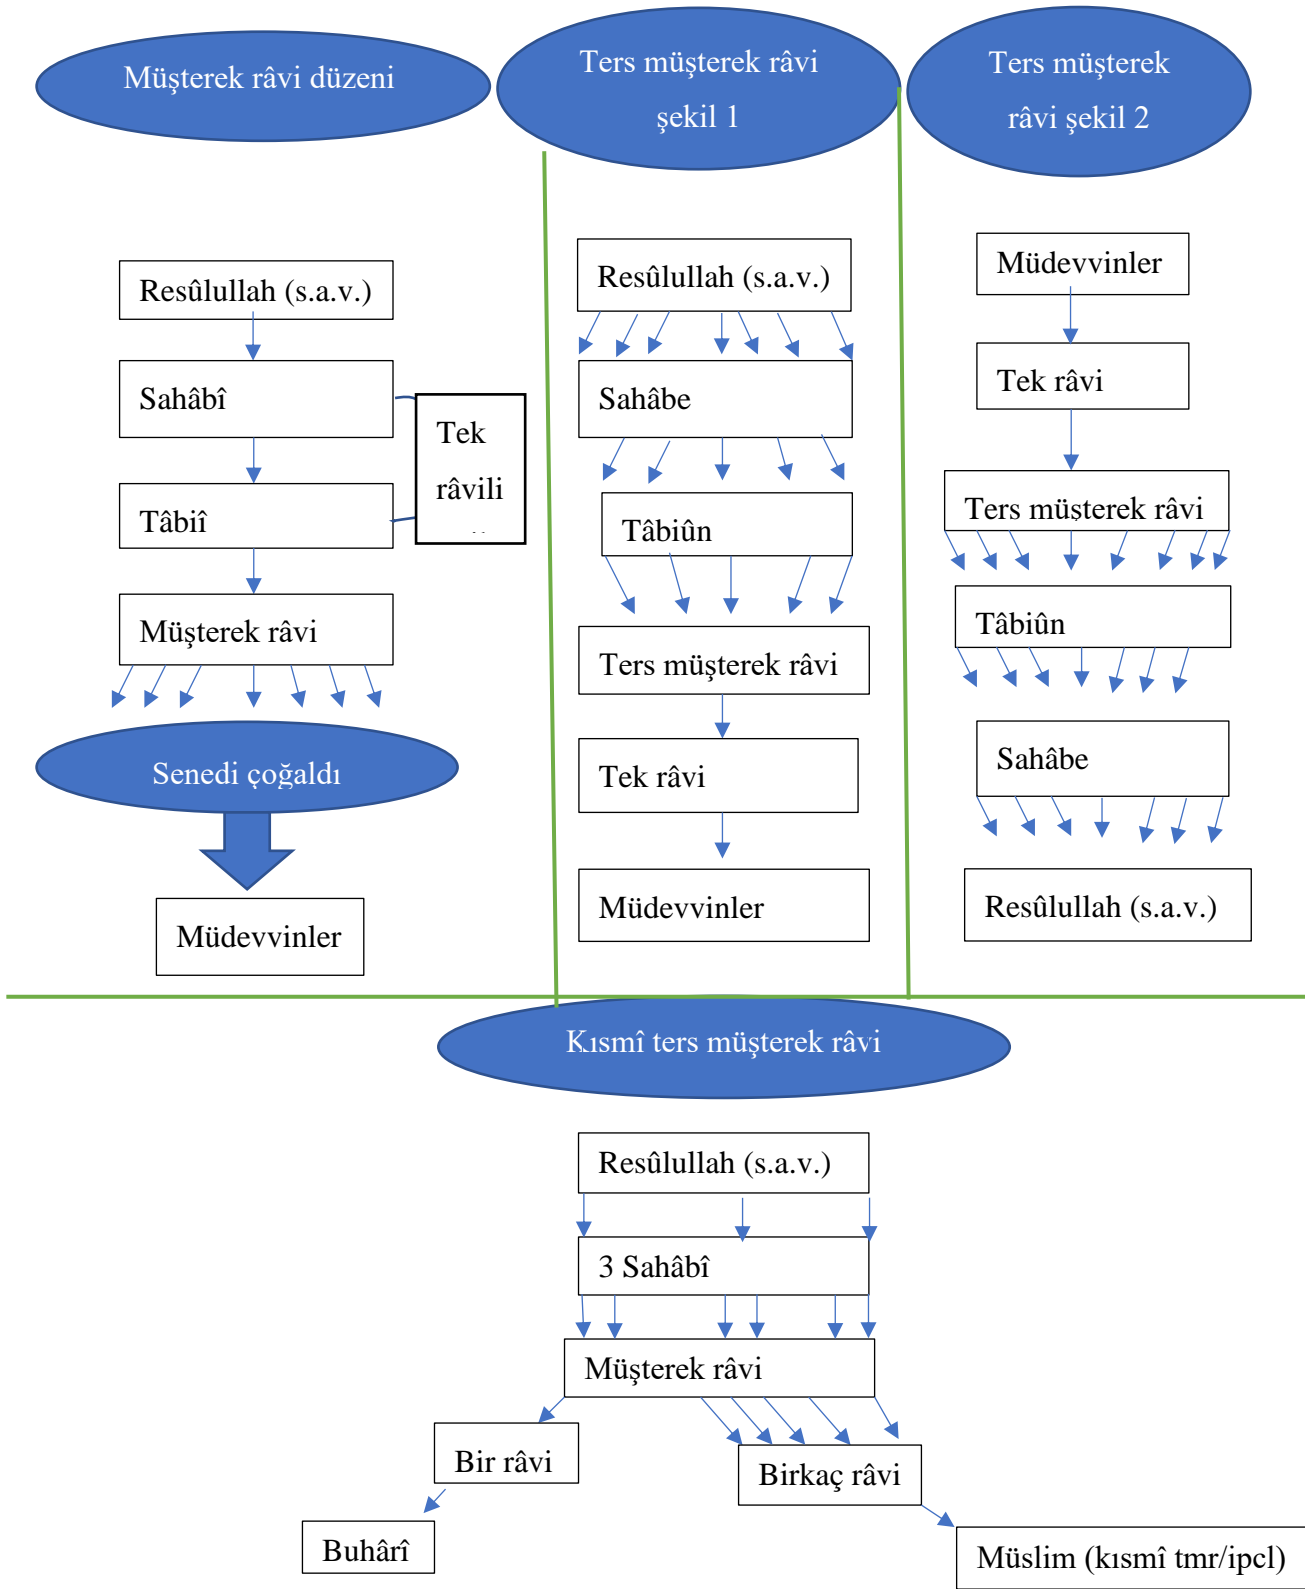 Müşterek râvi düzeni
Resûlullah (s.a.v.)
Sahâbî
Tek
râvili
Tâbiî
Müşterek râvi
Senedi çoğaldı
Müdevvinler
Ters müşterek râvi
şekil 1
Resûlullah (s.a.v.)
Sahâbe
Tâbiûn
Ters müşterek râvi
Tek râvi
Müdevvinler
Ters müşterek
râvi şekil 2
Müdevvinler
Tek râvi
Ters müşterek râvi
Tâbiûn
Sahâbe
Resûlullah (s.a.v.)
Kısmî ters müşterek râvi
Resûlullah (s.a.v.)
3 Sahâbî
Müşterek râvi
Bir râvi
Birkaç râvi
Buhârî
Müslim (kısmî tmr/ipcl)